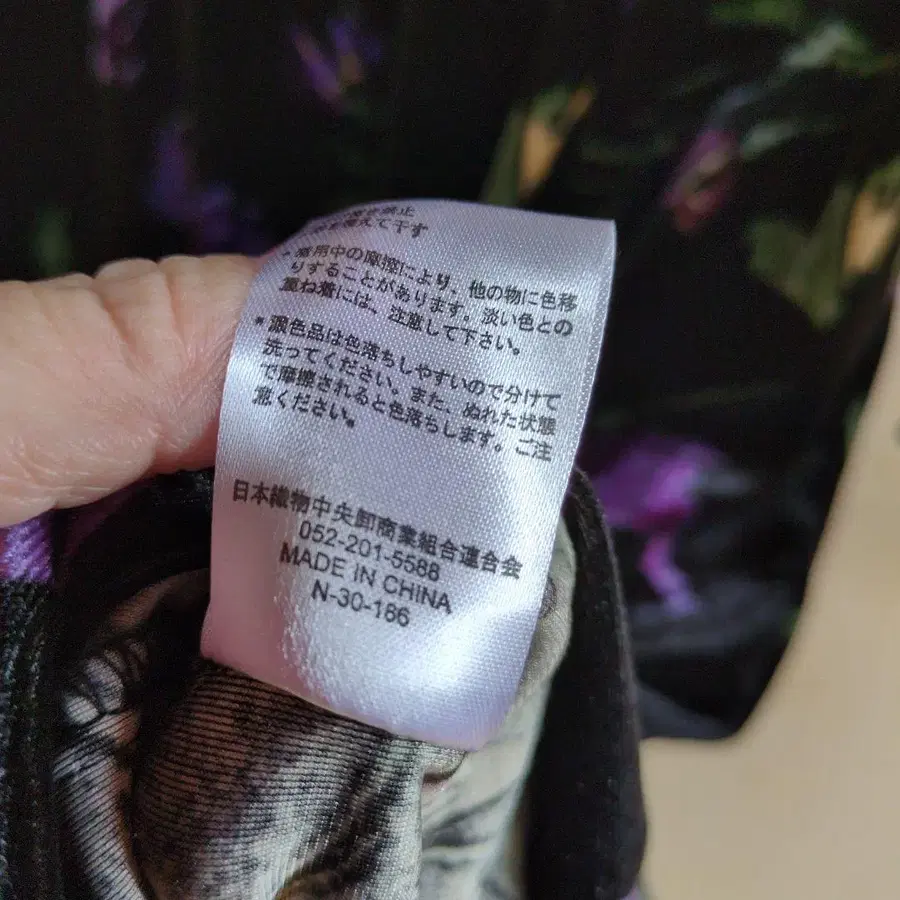 禁止
えて干す
・着用中の摩擦により、他の物に色移
りすることがあります。淡い色との
重ね着には、注意して下さい。
* 濃色品は色落ちしやすいので分けて
洗ってください。また、ぬれた状態
で摩擦されると色落ちします。ご注
意ください。
日本織物中央卸商業組合連合会
052-201-5588
MADE IN CHINA
N-30-186